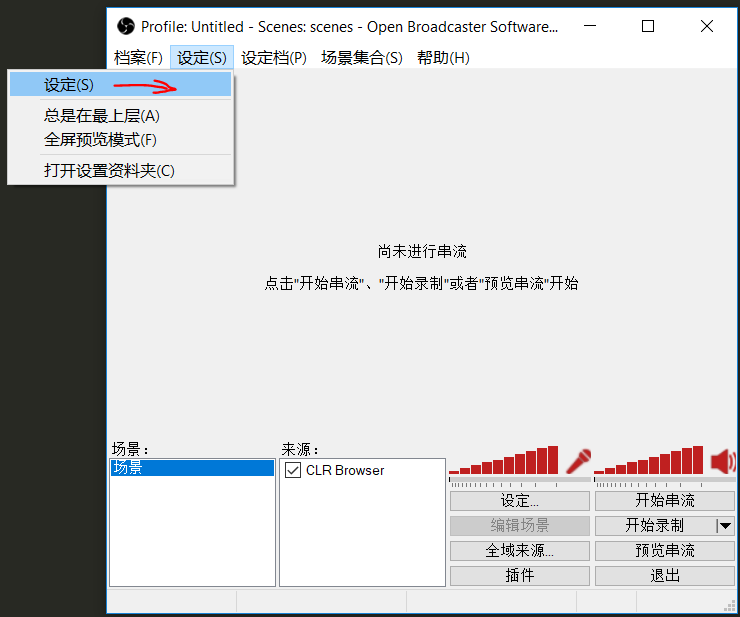 Profile: Untitled - Scenes: scenes - Open Broadcaster Software...
档案(F) 设定(S) 设定档(P) 场景集合(S) 帮助(H)
设定(S)
总是在最上层(A)
全屏预览模式(F)
打开设置资料夹(C)
尚未进行串流
点击"开始串流"、"开始录制"或者"预览串流"开始
场景：
场景
来源：
CLR Browser
设定...
开始串流
编辑场景
开始录制
全域来源...
预览串流
插件
退出